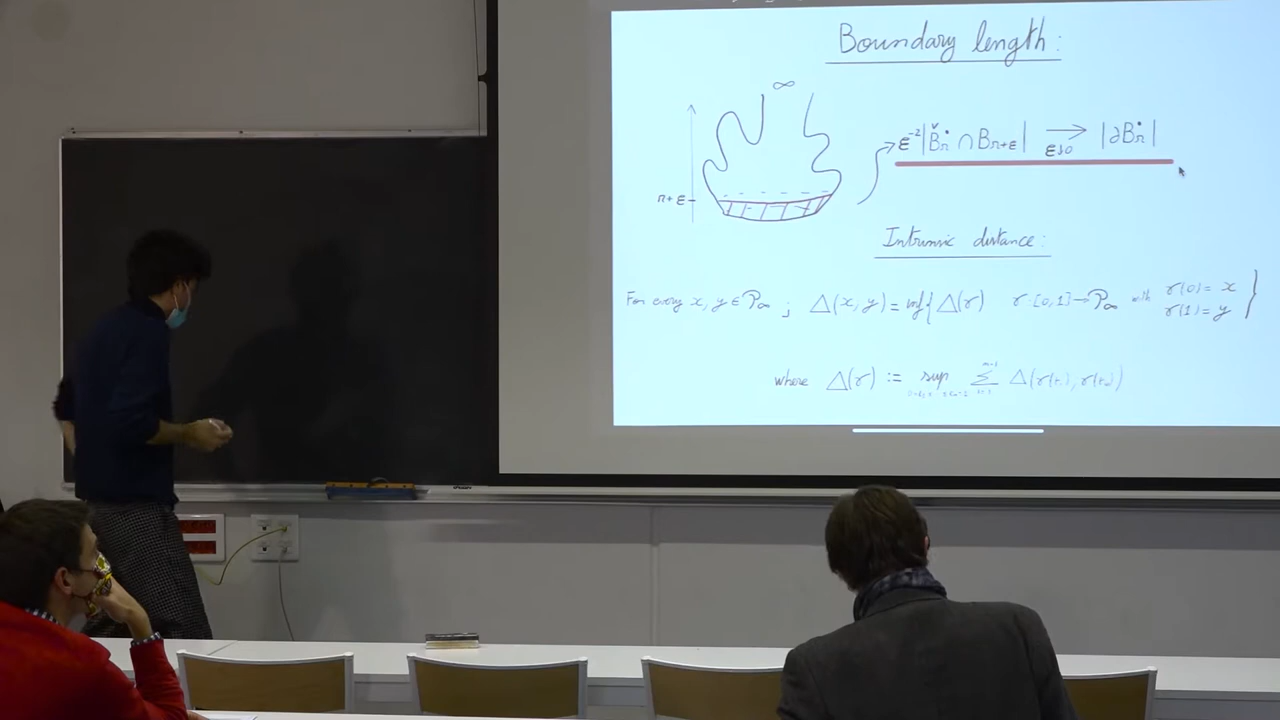 Boundary length:
∞
ε⁻²|B̌ᵣ• ∩ Bᵣ₊ε| → |∂B̌ᵣ•|
ε↓0
r+ε
Intrinsic distance:
For every x, y ∈ P∞ ; Δ(x, y) = inf{ Δ(γ) γ: [0,1] → P∞ with γ(0) = x
γ(1) = y }
where Δ(γ) := sup Σ Δ(γ(tᵢ), γ(tᵢ₊₁))